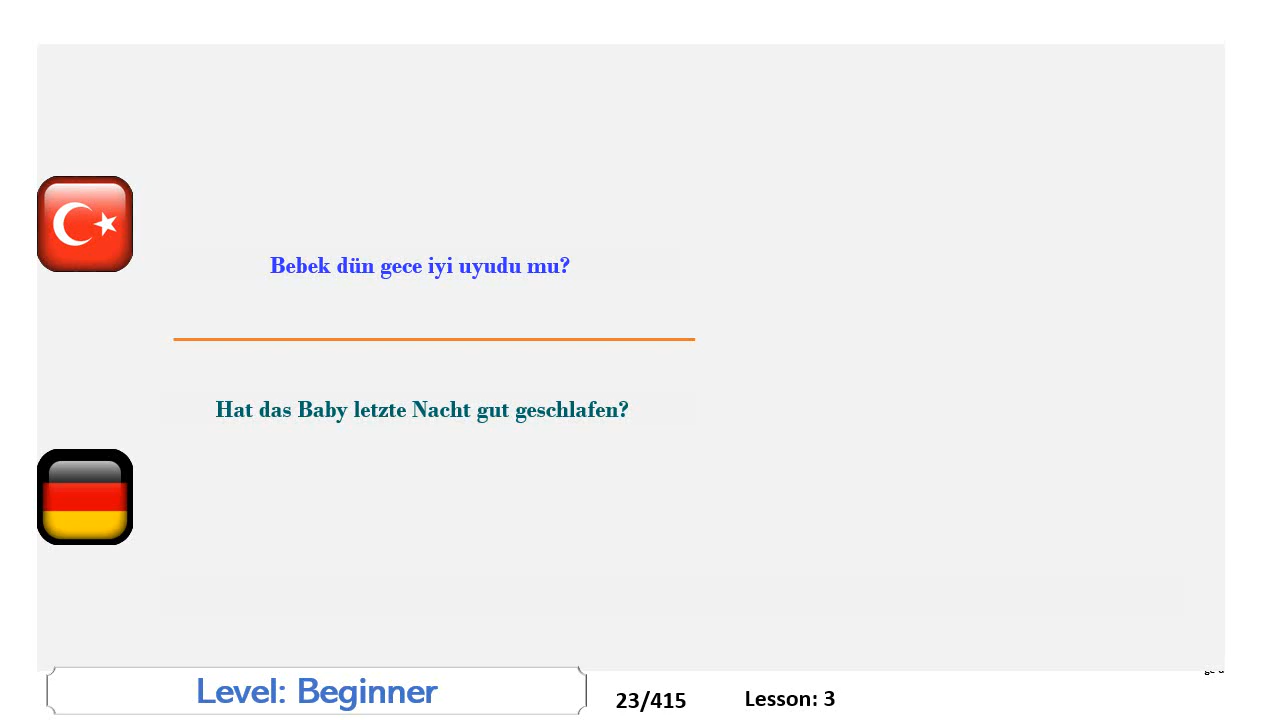 Bebek dün gece iyi uyudu mu?
Hat das Baby letzte Nacht gut geschlafen?
Level: Beginner
23/415
Lesson: 3